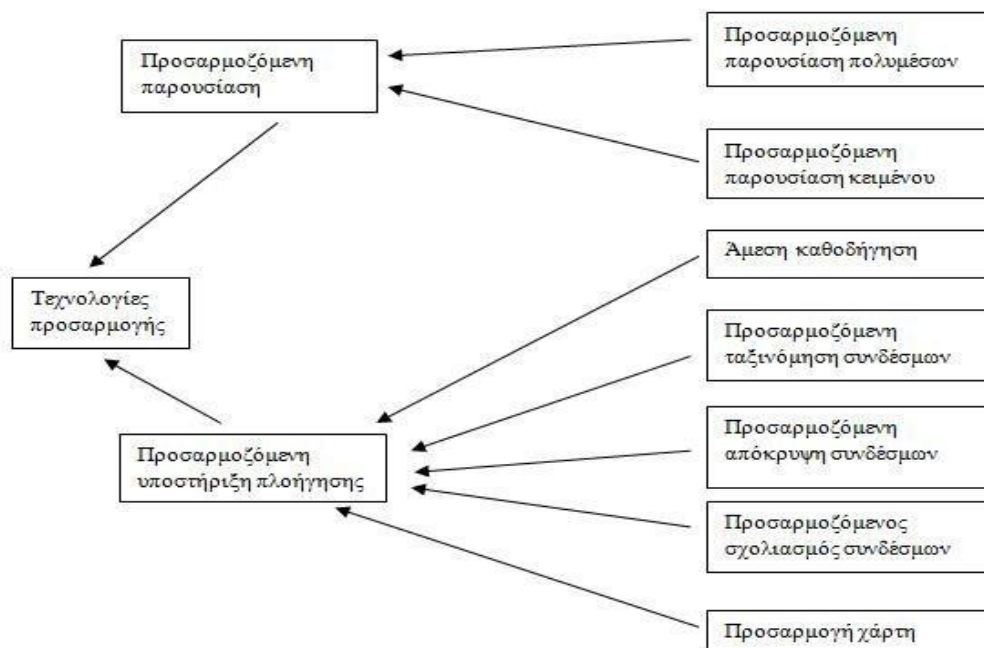 Προσαρμοζόμενη
παρουσίαση
Προσαρμοζόμενη
παρουσίαση πολυμέσων
Προσαρμοζόμενη
παρουσίαση κειμένου
Άμεση καθοδήγηση
Τεχνολογίες
προσαρμογής
Προσαρμοζόμενη
ταξινόμηση συνδέσμων
Προσαρμοζόμενη
υποστήριξη πλοήγησης
Προσαρμοζόμενη
απόκρυψη συνδέσμων
Προσαρμοζόμενος
σχολιασμός συνδέσμων
Προσαρμογή χάρτη